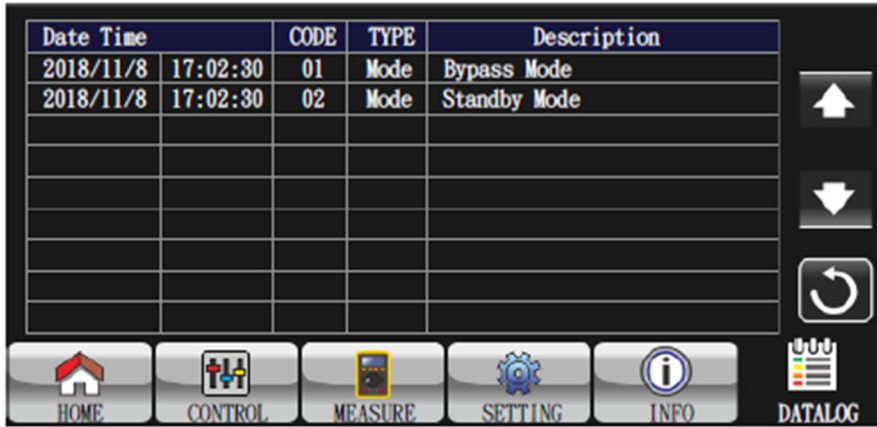 Date Time CODE TYPE Description
2018/11/8 17:02:30 01 Mode Bypass Mode
2018/11/8 17:02:30 02 Mode Standby Mode
HOME CONTROL MEASURE SETTING INFO DATALOG